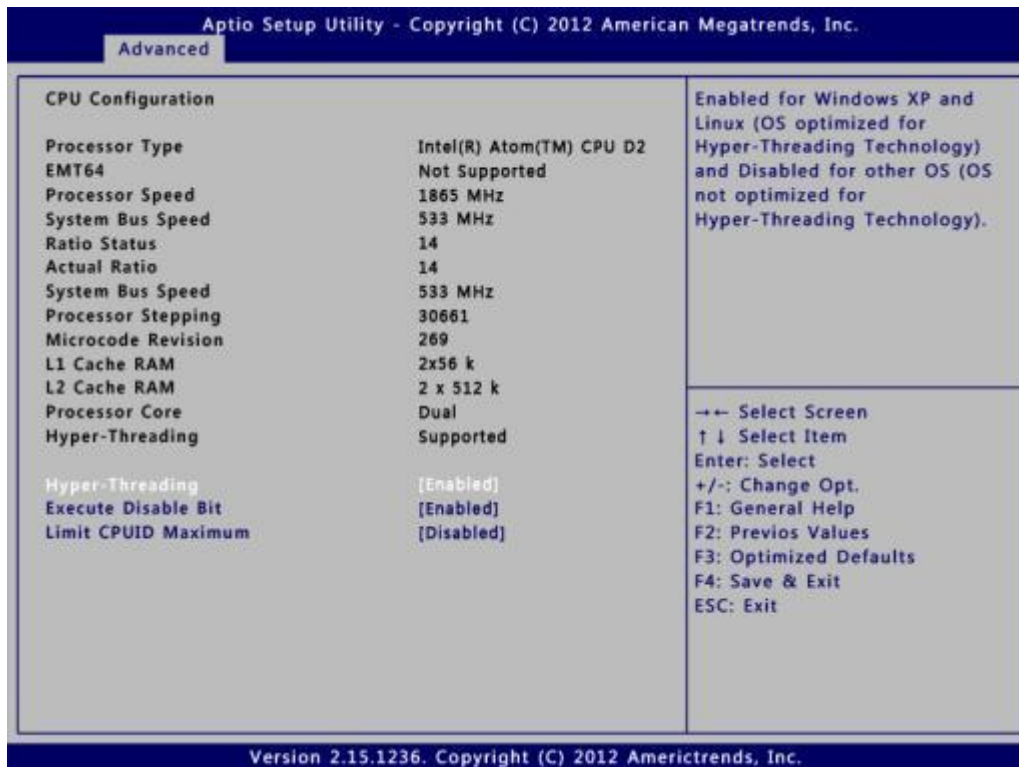 Aptio Setup Utility - Copyright (C) 2012 American Megatrends, Inc.
Advanced
CPU Configuration
Processor Type Intel(R) Atom(TM) CPU D2
EMT64 Not Supported
Processor Speed 1865 MHz
System Bus Speed 533 MHz
Ratio Status 14
Actual Ratio 14
System Bus Speed 533 MHz
Processor Stepping 30661
Microcode Revision 269
L1 Cache RAM 2x56 k
L2 Cache RAM 2 x 512 k
Processor Core Dual
Hyper-Threading Supported
Hyper-Threading [Enabled]
Execute Disable Bit [Enabled]
Limit CPUID Maximum [Disabled]
Enabled for Windows XP and
Linux (OS optimized for
Hyper-Threading Technology)
and Disabled for other OS (OS
not optimized for
Hyper-Threading Technology).
→← Select Screen
↑↓ Select Item
Enter: Select
+/-: Change Opt.
F1: General Help
F2: Previos Values
F3: Optimized Defaults
F4: Save & Exit
ESC: Exit
Version 2.15.1236. Copyright (C) 2012 Americtrends, Inc.